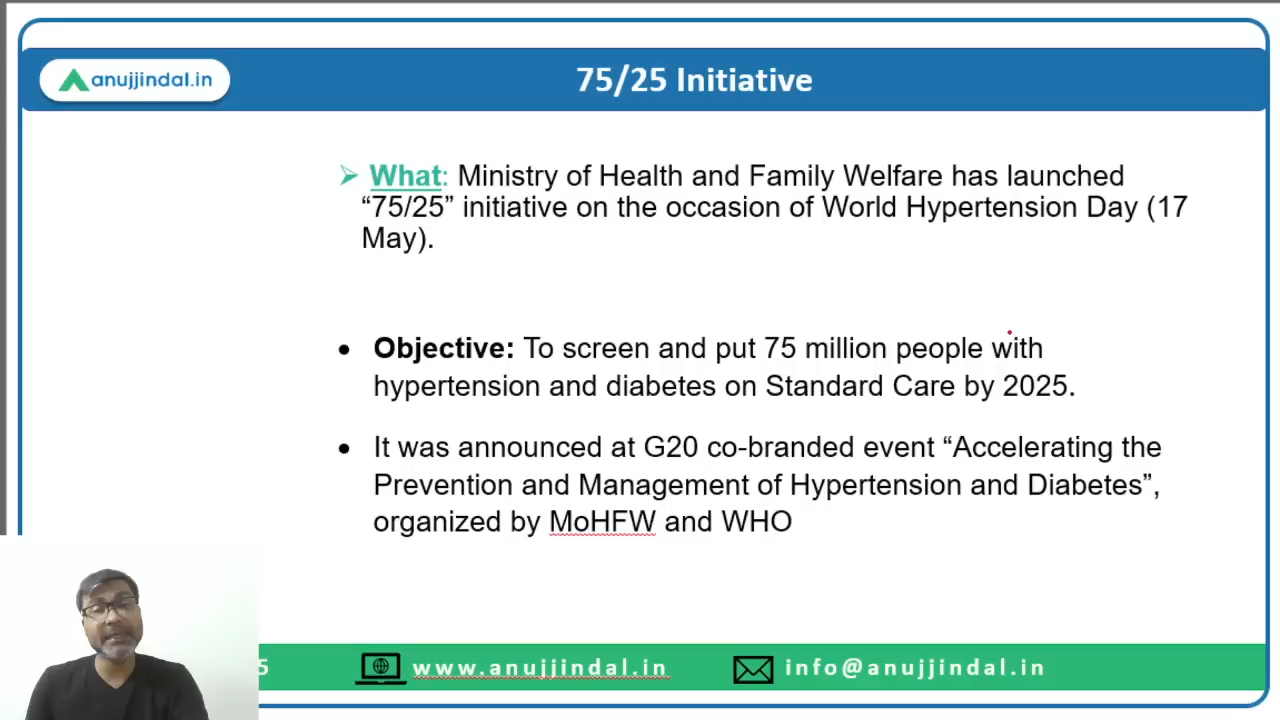 anujjindal.in
75/25 Initiative
What: Ministry of Health and Family Welfare has launched
“75/25” initiative on the occasion of World Hypertension Day (17
May).
Objective: To screen and put 75 million people with
hypertension and diabetes on Standard Care by 2025.
It was announced at G20 co-branded event “Accelerating the
Prevention and Management of Hypertension and Diabetes”,
organized by MoHFW and WHO
5 www.anujjindal.in info@anujjindal.in